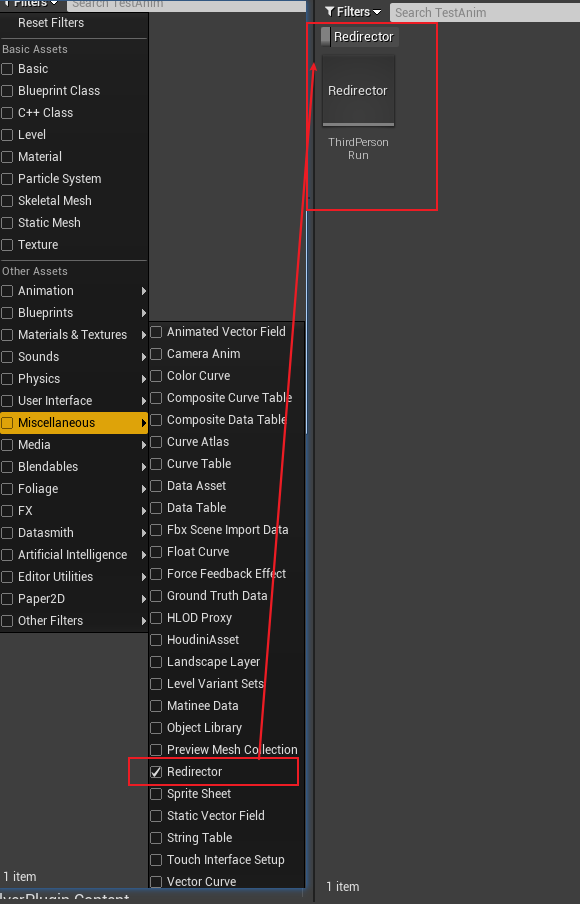 Filters
Search TestAnim
Reset Filters
Basic Assets
Basic
Blueprint Class
C++ Class
Level
Material
Particle System
Skeletal Mesh
Static Mesh
Texture
Other Assets
Animation
Blueprints
Materials & Textures
Sounds
Physics
User Interface
Miscellaneous
Media
Blendables
Foliage
FX
Datasmith
Artificial Intelligence
Editor Utilities
Paper2D
Other Filters
Animated Vector Field
Camera Anim
Color Curve
Composite Curve Table
Composite Data Table
Curve Atlas
Curve Table
Data Asset
Data Table
Fbx Scene Import Data
Float Curve
Force Feedback Effect
Ground Truth Data
HLOD Proxy
HoudiniAsset
Landscape Layer
Level Variant Sets
Matinee Data
Object Library
Preview Mesh Collection
Redirector
Sprite Sheet
Static Vector Field
String Table
Touch Interface Setup
Vector Curve
1 item
Filters
Search TestAnim
Redirector
Redirector
ThirdPerson
Run
1 item